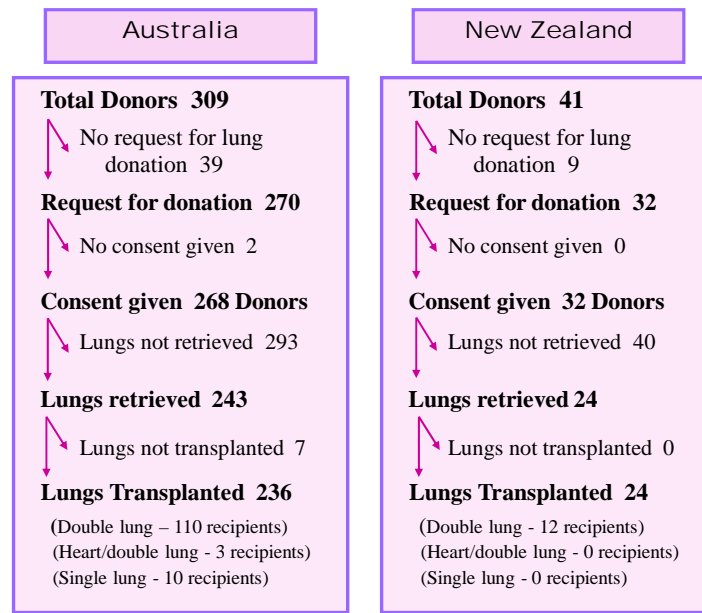 Australia
Total Donors 309
No request for lung
donation 39
Request for donation 270
No consent given 2
Consent given 268 Donors
Lungs not retrieved 293
Lungs retrieved 243
Lungs not transplanted 7
Lungs Transplanted 236
(Double lung – 110 recipients)
(Heart/double lung - 3 recipients)
(Single lung - 10 recipients)
New Zealand
Total Donors 41
No request for lung
donation 9
Request for donation 32
No consent given 0
Consent given 32 Donors
Lungs not retrieved 40
Lungs retrieved 24
Lungs not transplanted 0
Lungs Transplanted 24
(Double lung - 12 recipients)
(Heart/double lung - 0 recipients)
(Single lung - 0 recipients)